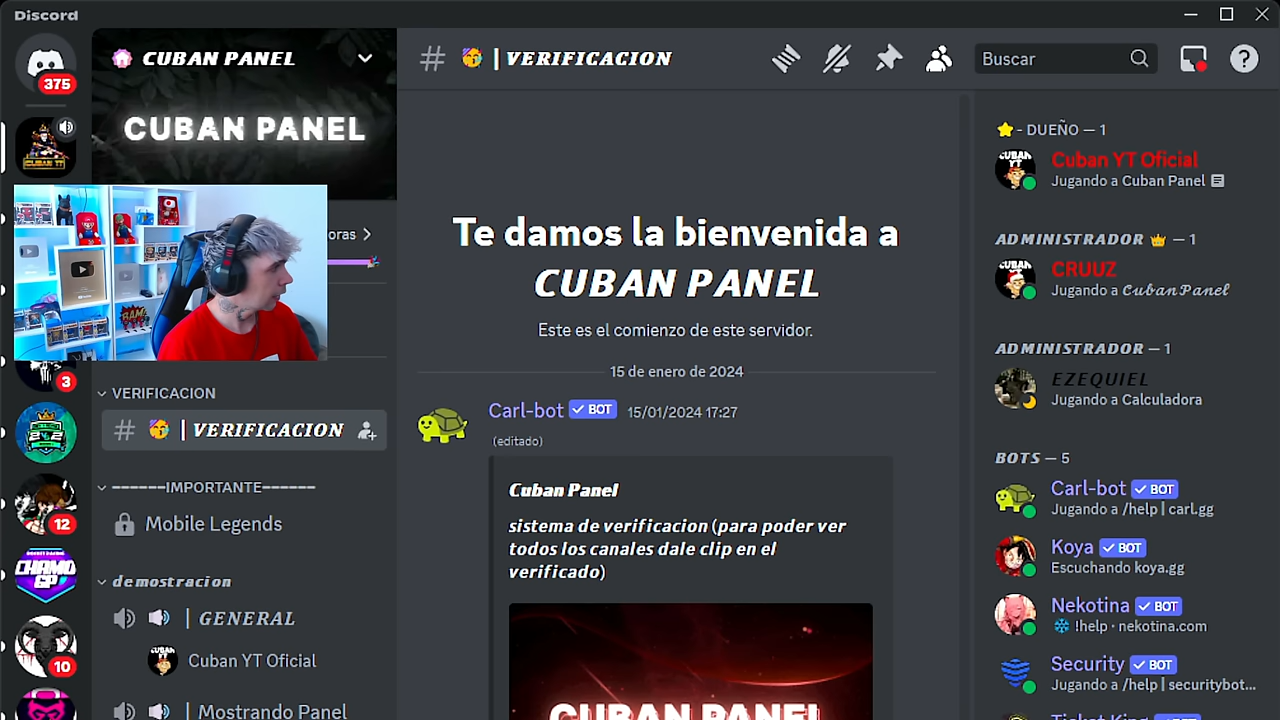 Discord
375
CUBAN PANEL
CUBAN PANEL
CUBAN YT
oras
3
12
10
VERIFICACION
# | VERIFICACION
------IMPORTANTE------
Mobile Legends
demostracion
| GENERAL
Cuban YT Oficial
| Mostrando Panel
# | VERIFICACION
Buscar
Te damos la bienvenida a
CUBAN PANEL
Este es el comienzo de este servidor.
15 de enero de 2024
Carl-bot BOT 15/01/2024 17:27
(editado)
Cuban Panel
sistema de verificacion (para poder ver
todos los canales dale clip en el
verificado)
CUBAN PANEL
- DUEÑO — 1
Cuban YT Oficial
Jugando a Cuban Panel
ADMINISTRADOR — 1
CRUUZ
Jugando a CubanPanel
ADMINISTRADOR — 1
EZEQUIEL
Jugando a Calculadora
BOTS — 5
Carl-bot BOT
Jugando a /help | carl.gg
Koya BOT
Escuchando koya.gg
Nekotina BOT
!help · nekotina.com
Security BOT
Jugando a /help | securitybot...
Ticket King BOT